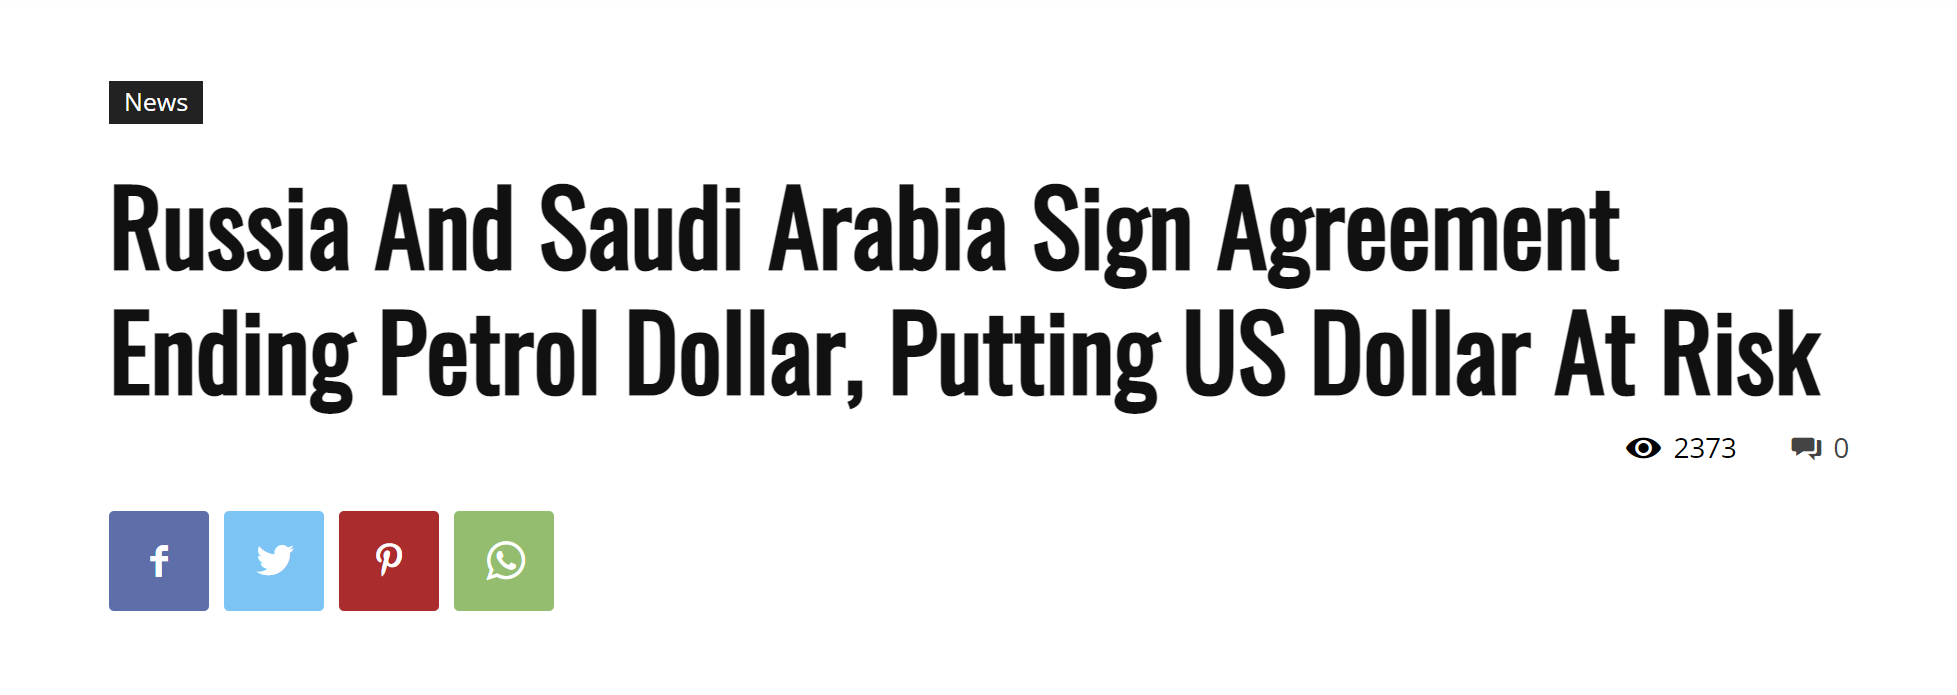 News
Russia And Saudi Arabia Sign Agreement
Ending Petrol Dollar, Putting US Dollar At Risk
2373 0